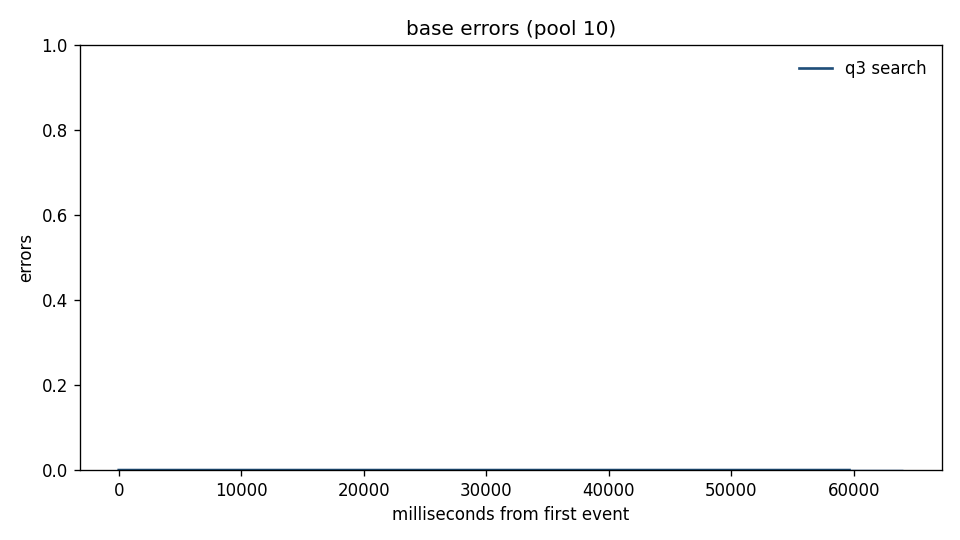 base errors (pool 10)
1.0
q3 search
0.8
0.6
errors
0.4
0.2
0.0
0 10000 20000 30000 40000 50000 60000
milliseconds from first event